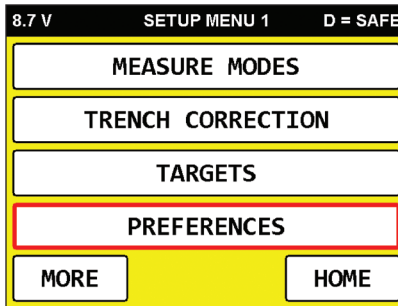 8.7 V SETUP MENU 1 D = SAFE
MEASURE MODES
TRENCH CORRECTION
TARGETS
PREFERENCES
MORE HOME